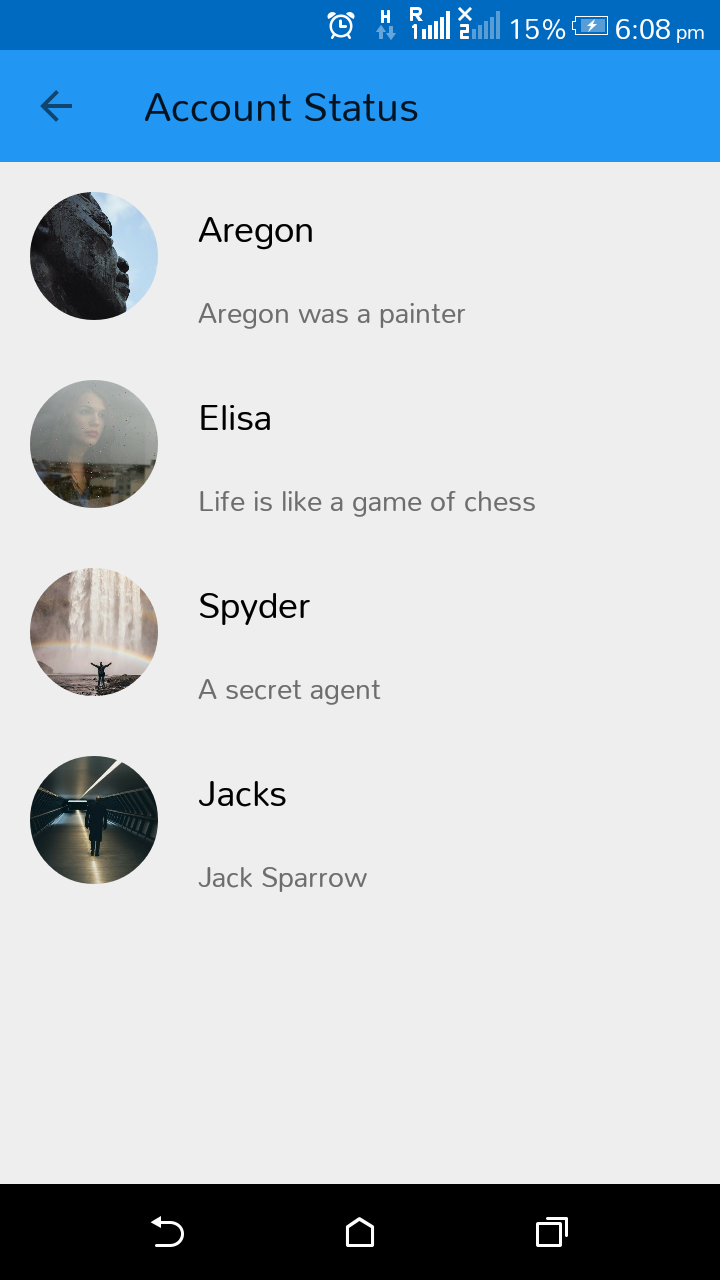 H R 1 X 2 15% 6:08 pm
Account Status
Aregon
Aregon was a painter
Elisa
Life is like a game of chess
Spyder
A secret agent
Jacks
Jack Sparrow